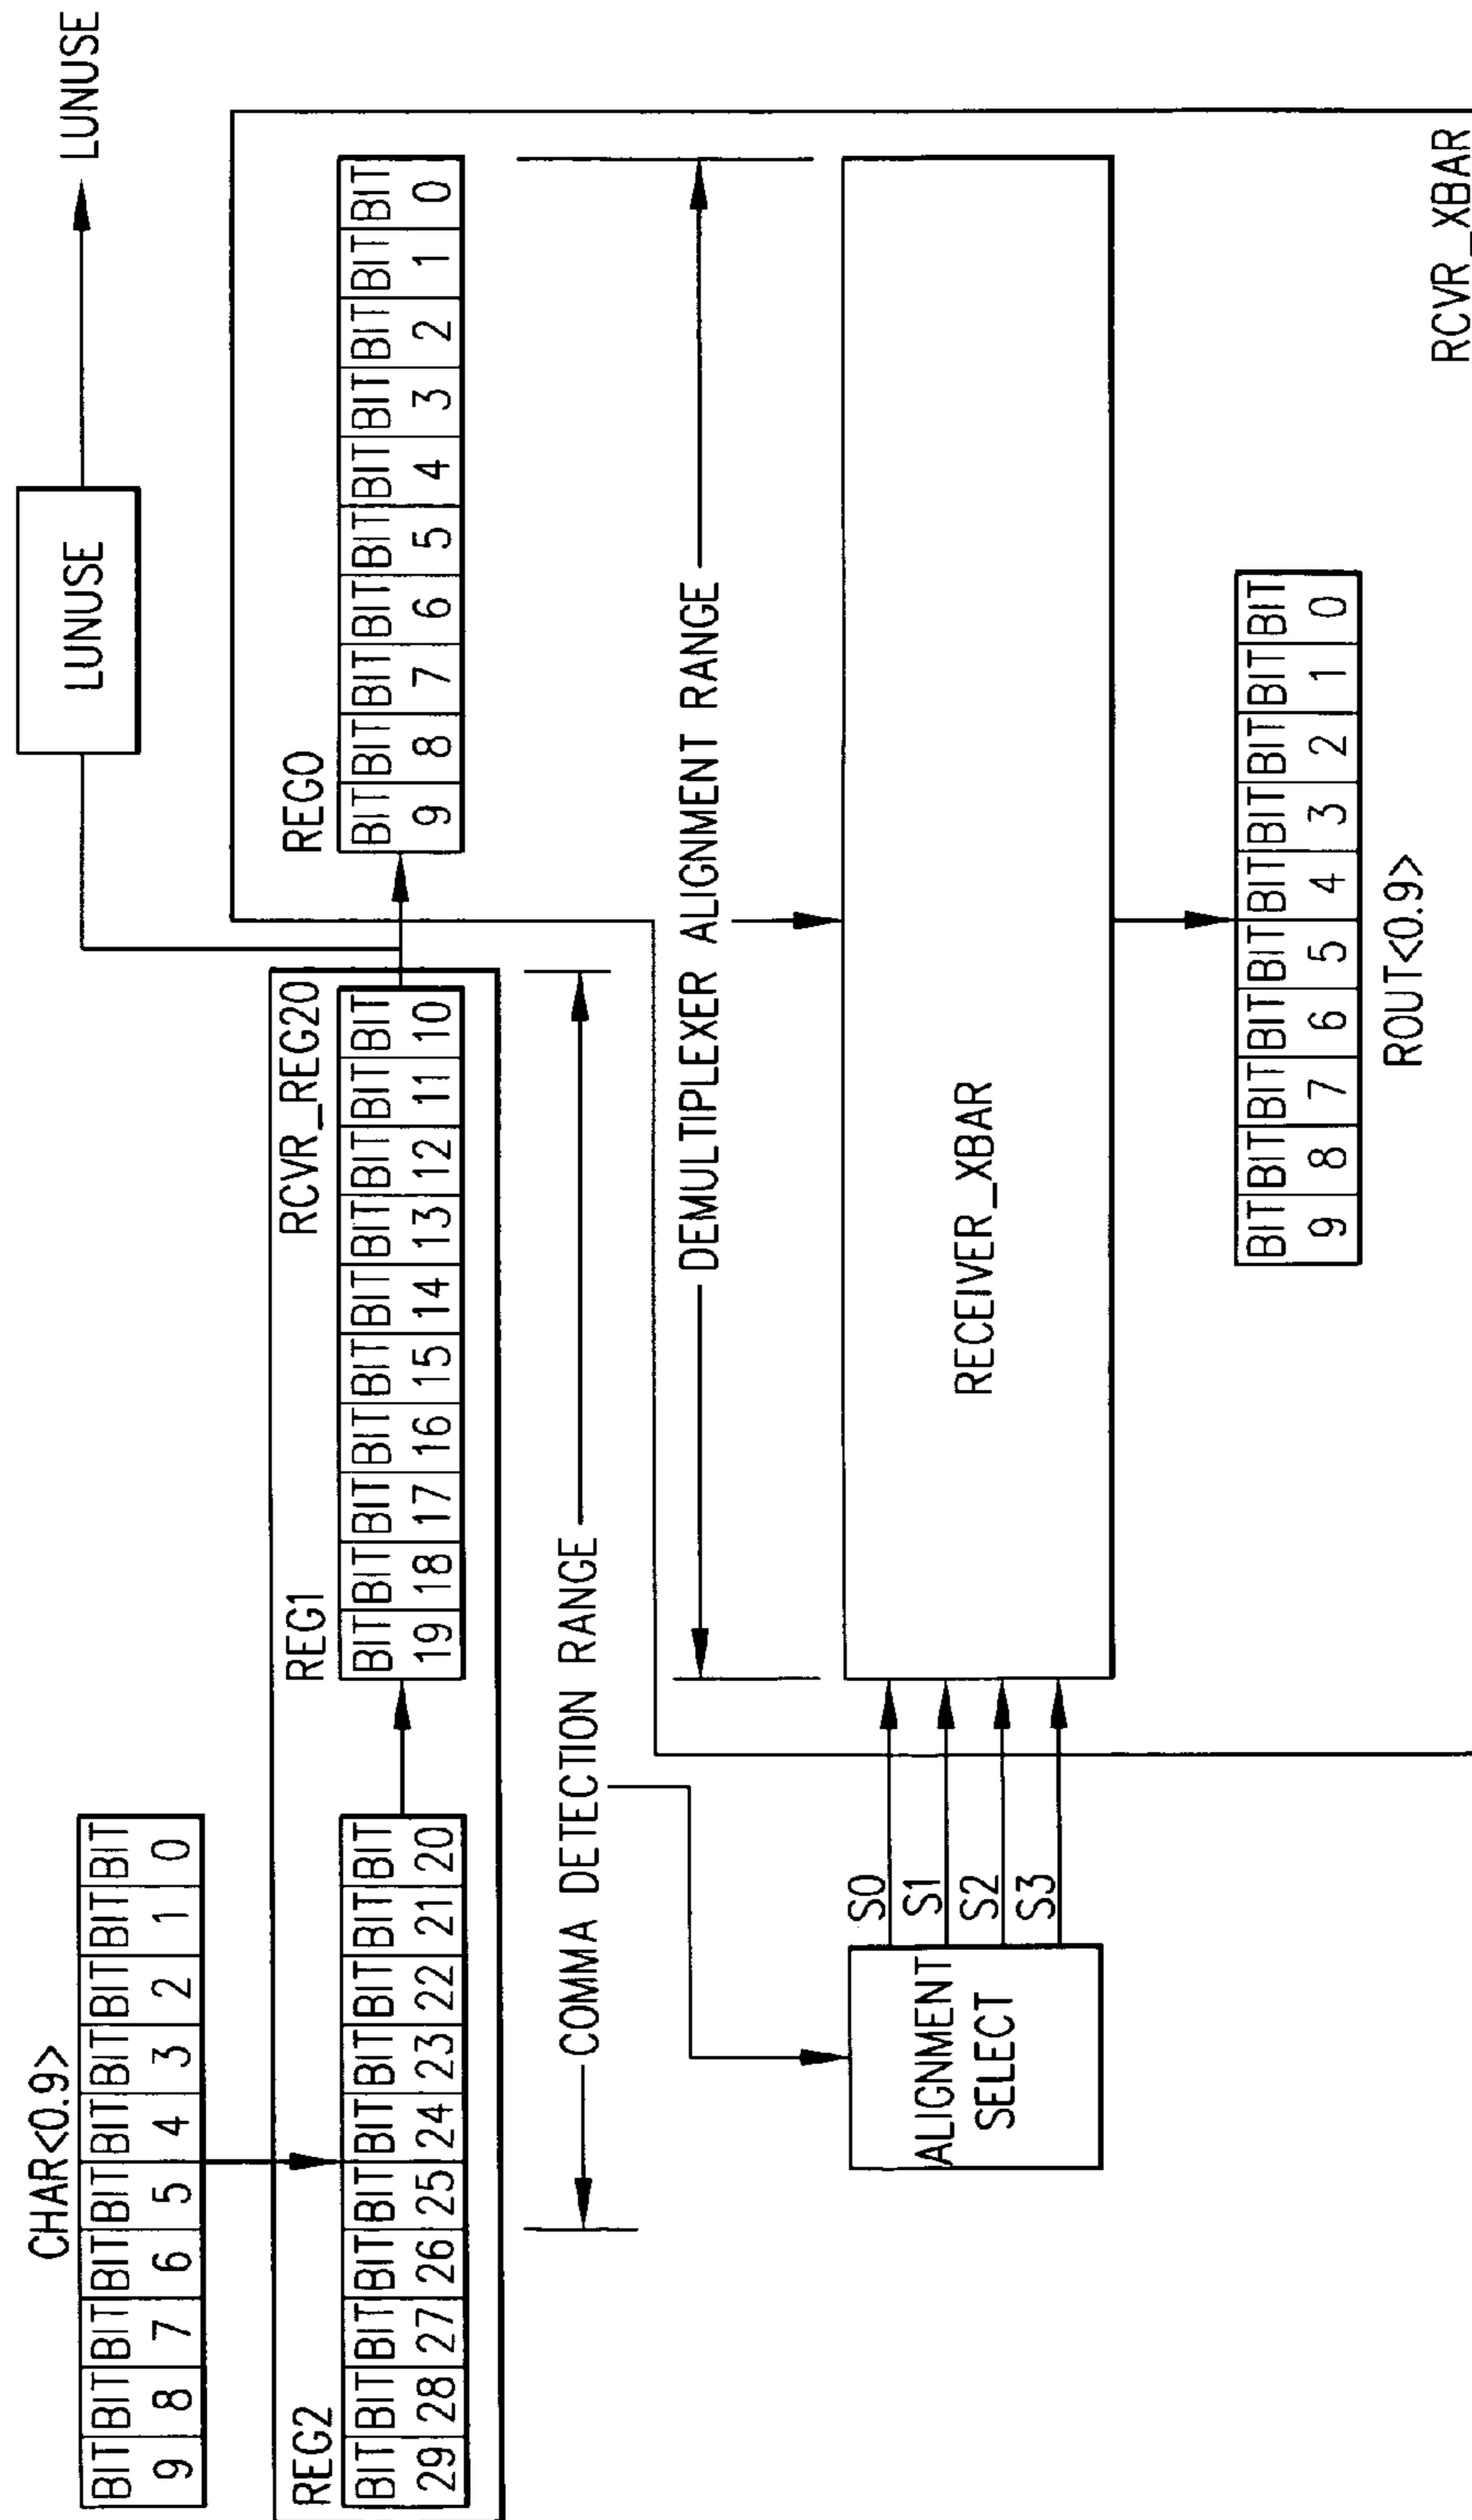 CHAR<0.9>
BIT BIT BIT BIT BIT BIT BIT BIT BIT BIT
9 8 7 6 5 4 3 2 1 0
LUNUSE
LUNUSE
REG2
REG1
RCVR_REG20
REG0
BIT BIT BIT BIT BIT BIT BIT BIT BIT BIT
29 28 27 26 25 24 23 22 21 20
BIT BIT BIT BIT BIT BIT BIT BIT BIT BIT
19 18 17 16 15 14 13 12 11 10
BIT BIT BIT BIT BIT BIT BIT BIT BIT BIT
9 8 7 6 5 4 3 2 1 0
COMMA DETECTION RANGE
DEMULTIPLEXER ALIGNMENT RANGE
ALIGNMENT
SELECT
S0
S1
S2
S3
RECEIVER_XBAR
BIT BIT BIT BIT BIT BIT BIT BIT BIT BIT
9 8 7 6 5 4 3 2 1 0
ROUT<0.9>
RCVR_XBAR